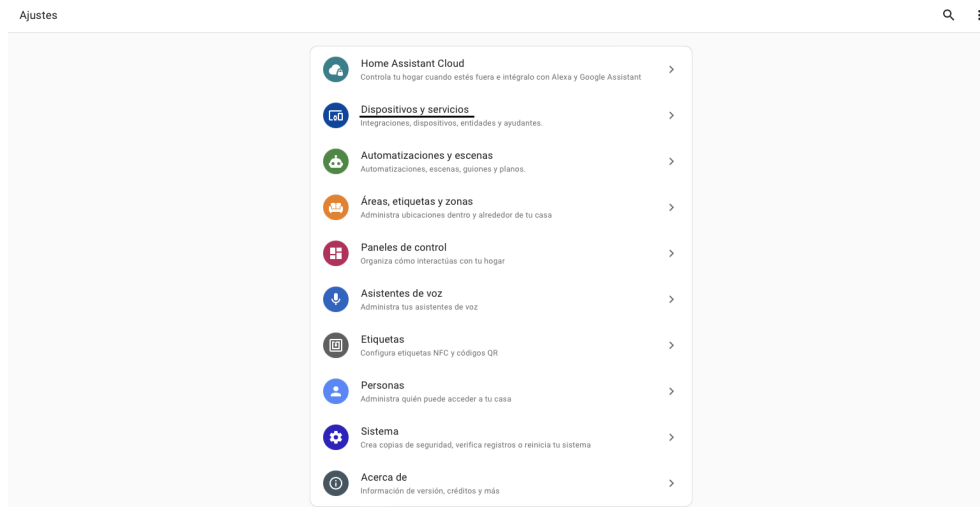 Ajustes
Home Assistant Cloud
Controla tu hogar cuando estés fuera e intégralo con Alexa y Google Assistant
Dispositivos y servicios
Integraciones, dispositivos, entidades y ayudantes.
Automatizaciones y escenas
Automatizaciones, escenas, guiones y planos.
Áreas, etiquetas y zonas
Administra ubicaciones dentro y alrededor de tu casa
Paneles de control
Organiza cómo interactúas con tu hogar
Asistentes de voz
Administra tus asistentes de voz
Etiquetas
Configura etiquetas NFC y códigos QR
Personas
Administra quién puede acceder a tu casa
Sistema
Crea copias de seguridad, verifica registros o reinicia tu sistema
Acerca de
Información de versión, créditos y más